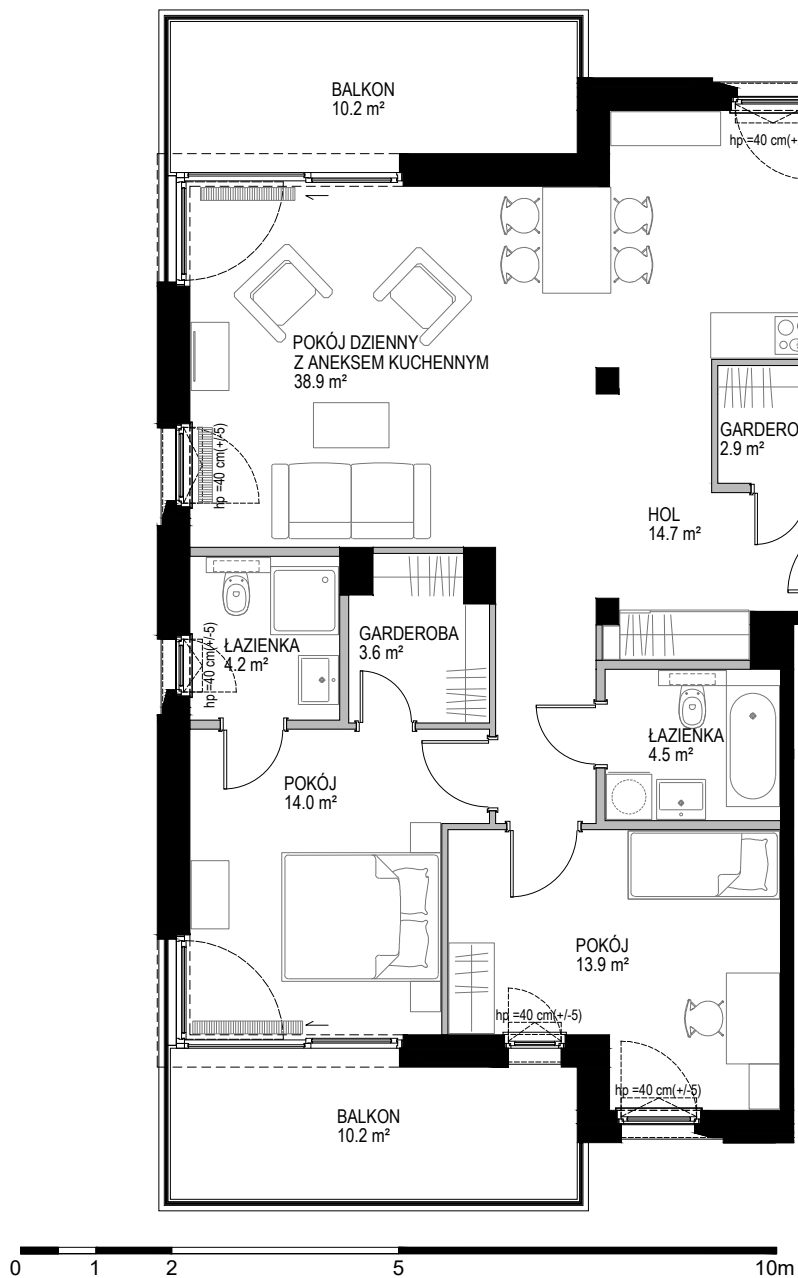 BALKON
10.2 m²
hp =40 cm(+
POKÓJ DZIENNY
Z ANEKSEM KUCHENNYM
38.9 m²
GARDERO
2.9 m²
hp =40 cm(+/-5)
HOL
14.7 m²
GARDEROBA
3.6 m²
ŁAZIENKA
4.2 m²
hp =40 cm(+/-5)
ŁAZIENKA
4.5 m²
POKÓJ
14.0 m²
POKÓJ
13.9 m²
hp =40 cm(+/-5)
hp =40 cm(+/-5)
BALKON
10.2 m²
0 1 2 5 10m